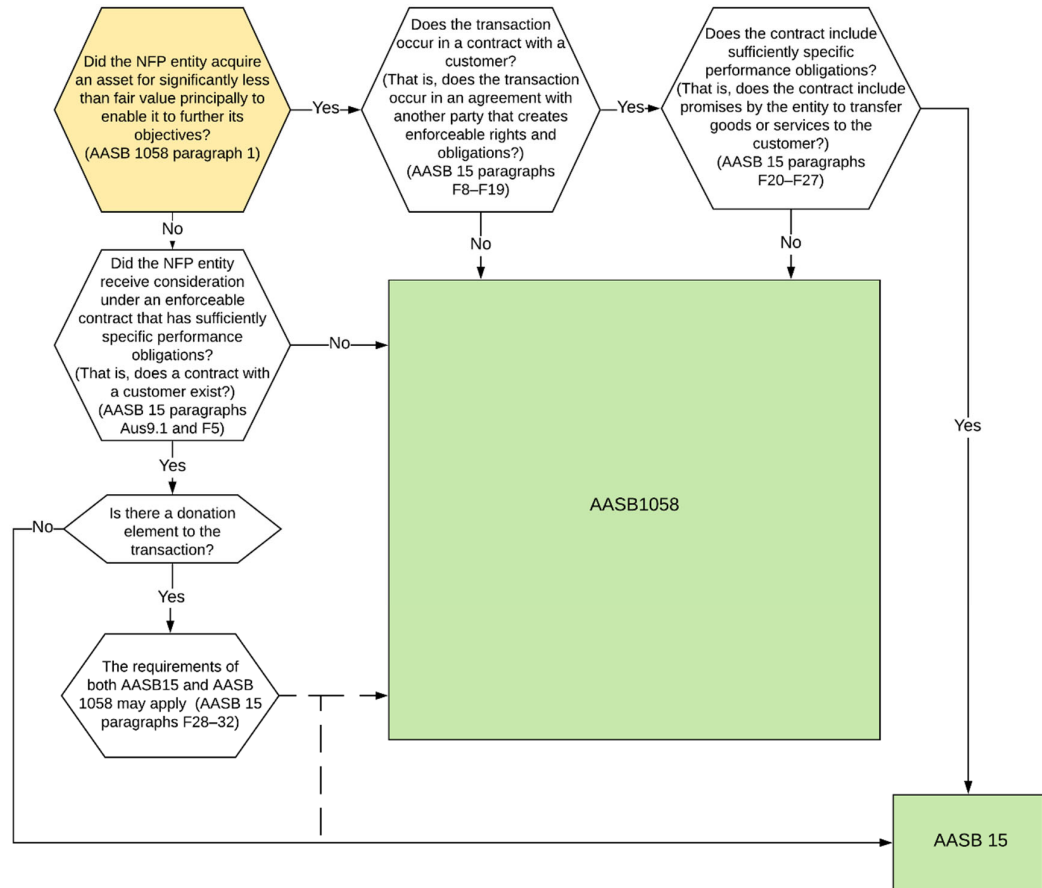 Did the NFP entity acquire
an asset for significantly less
than fair value principally to
enable it to further its
objectives?
(AASB 1058 paragraph 1)
Yes
Does the transaction
occur in a contract with a
customer?
(That is, does the transaction
occur in an agreement with
another party that creates
enforceable rights and
obligations?)
(AASB 15 paragraphs
F8–F19)
Yes
Does the contract include
sufficiently specific
performance obligations?
(That is, does the contract include
promises by the entity to transfer
goods or services to the
customer?)
(AASB 15 paragraphs
F20–F27)
No
No
No
Did the NFP entity
receive consideration
under an enforceable
contract that has sufficiently
specific performance
obligations?
(That is, does a contract with
a customer exist?)
(AASB 15 paragraphs
Aus9.1 and F5)
No
Yes
Yes
AASB1058
No
Is there a donation
element to the
transaction?
Yes
The requirements of
both AASB15 and AASB
1058 may apply (AASB 15
paragraphs F28–32)
AASB 15